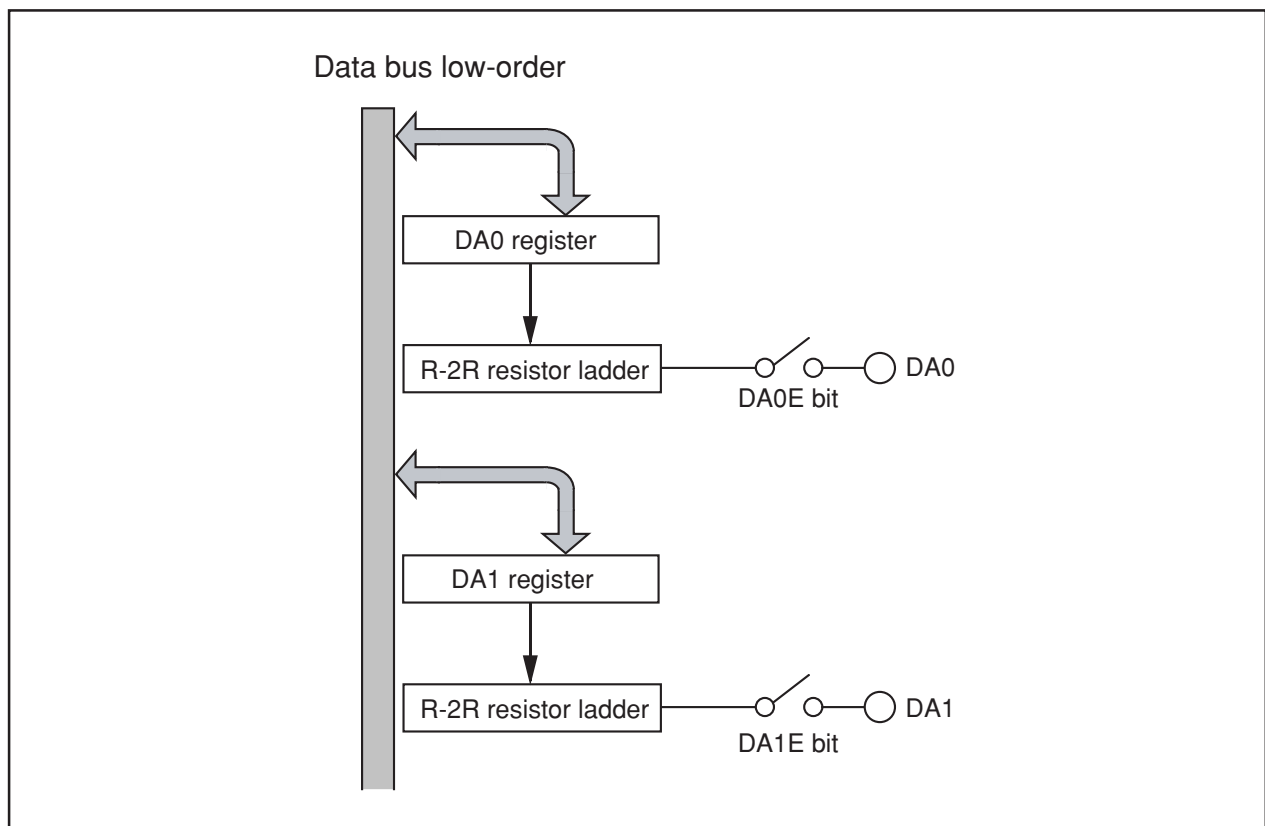 Data bus low-order
DA0 register
R-2R resistor ladder
DA0
DA0E bit
DA1 register
R-2R resistor ladder
DA1
DA1E bit